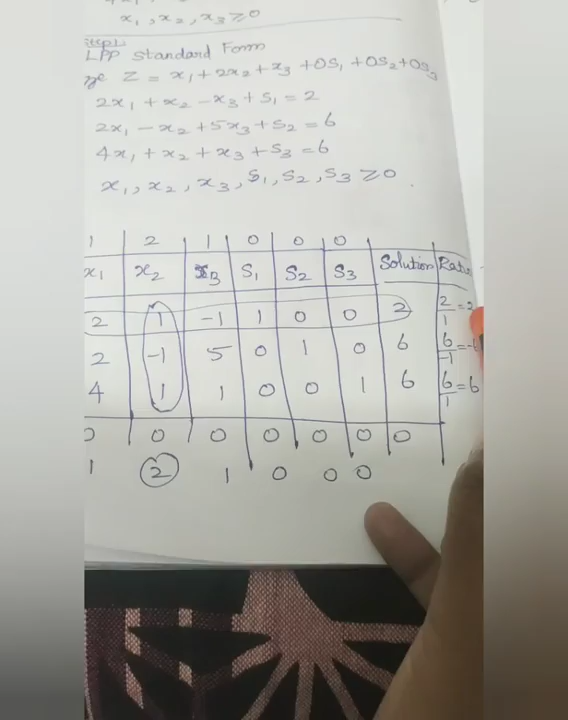 x₁, x₂, x₃ ≥ 0
Step1.
LPP Standard Form
Z = x₁ + 2x₂ + x₃ + 0S₁ + 0S₂ + 0S₃
2x₁ + x₂ - x₃ + S₁ = 2
2x₁ - x₂ + 5x₃ + S₂ = 6
4x₁ + x₂ + x₃ + S₃ = 6
x₁, x₂, x₃, S₁, S₂, S₃ ≥ 0.
1 2 1 0 0 0
x₁ x₂ x₃ S₁ S₂ S₃ Solution Ratio
2 1 -1 1 0 0 2 2/1 = 2
2 -1 5 0 1 0 6 6/-1 = -6
4 1 1 0 0 1 6 6/1 = 6
0 0 0 0 0 0 0
1 2 1 0 0 0